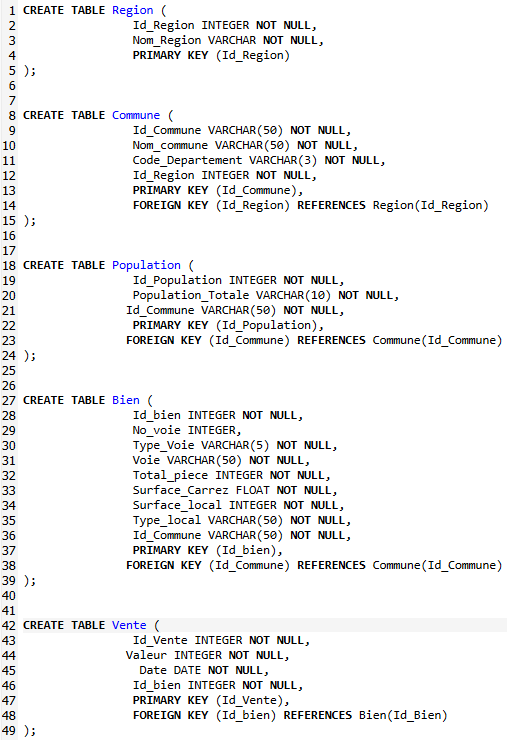 1 CREATE TABLE Region (
2 Id_Region INTEGER NOT NULL,
3 Nom_Region VARCHAR NOT NULL,
4 PRIMARY KEY (Id_Region)
5 );
6
7
8 CREATE TABLE Commune (
9 Id_Commune VARCHAR(50) NOT NULL,
10 Nom_commune VARCHAR(50) NOT NULL,
11 Code_Departement VARCHAR(3) NOT NULL,
12 Id_Region INTEGER NOT NULL,
13 PRIMARY KEY (Id_Commune),
14 FOREIGN KEY (Id_Region) REFERENCES Region(Id_Region)
15 );
16
17
18 CREATE TABLE Population (
19 Id_Population INTEGER NOT NULL,
20 Population_Totale VARCHAR(10) NOT NULL,
21 Id_Commune VARCHAR(50) NOT NULL,
22 PRIMARY KEY (Id_Population),
23 FOREIGN KEY (Id_Commune) REFERENCES Commune(Id_Commune)
24 );
25
26
27 CREATE TABLE Bien (
28 Id_bien INTEGER NOT NULL,
29 No_voie INTEGER,
30 Type_Voie VARCHAR(5) NOT NULL,
31 Voie VARCHAR(50) NOT NULL,
32 Total_piece INTEGER NOT NULL,
33 Surface_Carrez FLOAT NOT NULL,
34 Surface_local INTEGER NOT NULL,
35 Type_local VARCHAR(50) NOT NULL,
36 Id_Commune VARCHAR(50) NOT NULL,
37 PRIMARY KEY (Id_bien),
38 FOREIGN KEY (Id_Commune) REFERENCES Commune(Id_Commune)
39 );
40
41
42 CREATE TABLE Vente (
43 Id_Vente INTEGER NOT NULL,
44 Valeur INTEGER NOT NULL,
45 Date DATE NOT NULL,
46 Id_bien INTEGER NOT NULL,
47 PRIMARY KEY (Id_Vente),
48 FOREIGN KEY (Id_bien) REFERENCES Bien(Id_Bien)
49 );